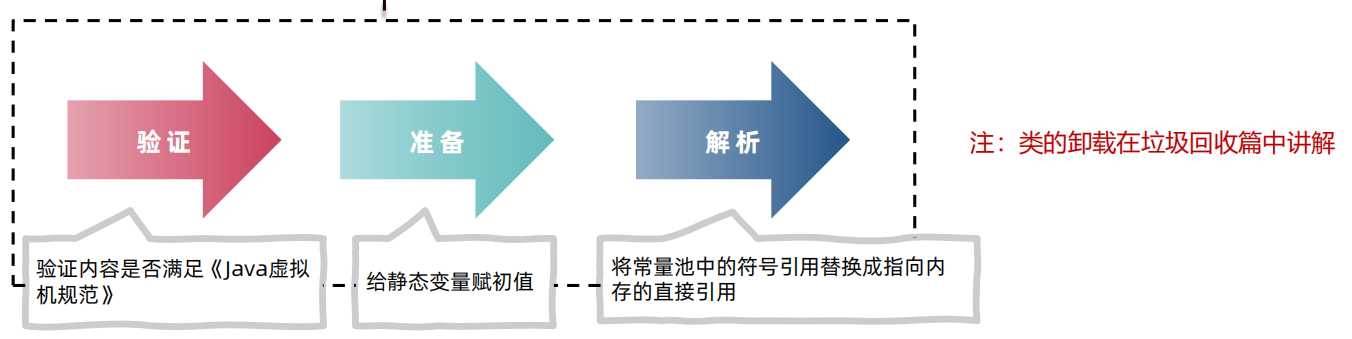 验证
准备
解析
注：类的卸载在垃圾回收篇中讲解
验证内容是否满足《Java虚拟
机规范》
给静态变量赋初值
将常量池中的符号引用替换成指向内
存的直接引用